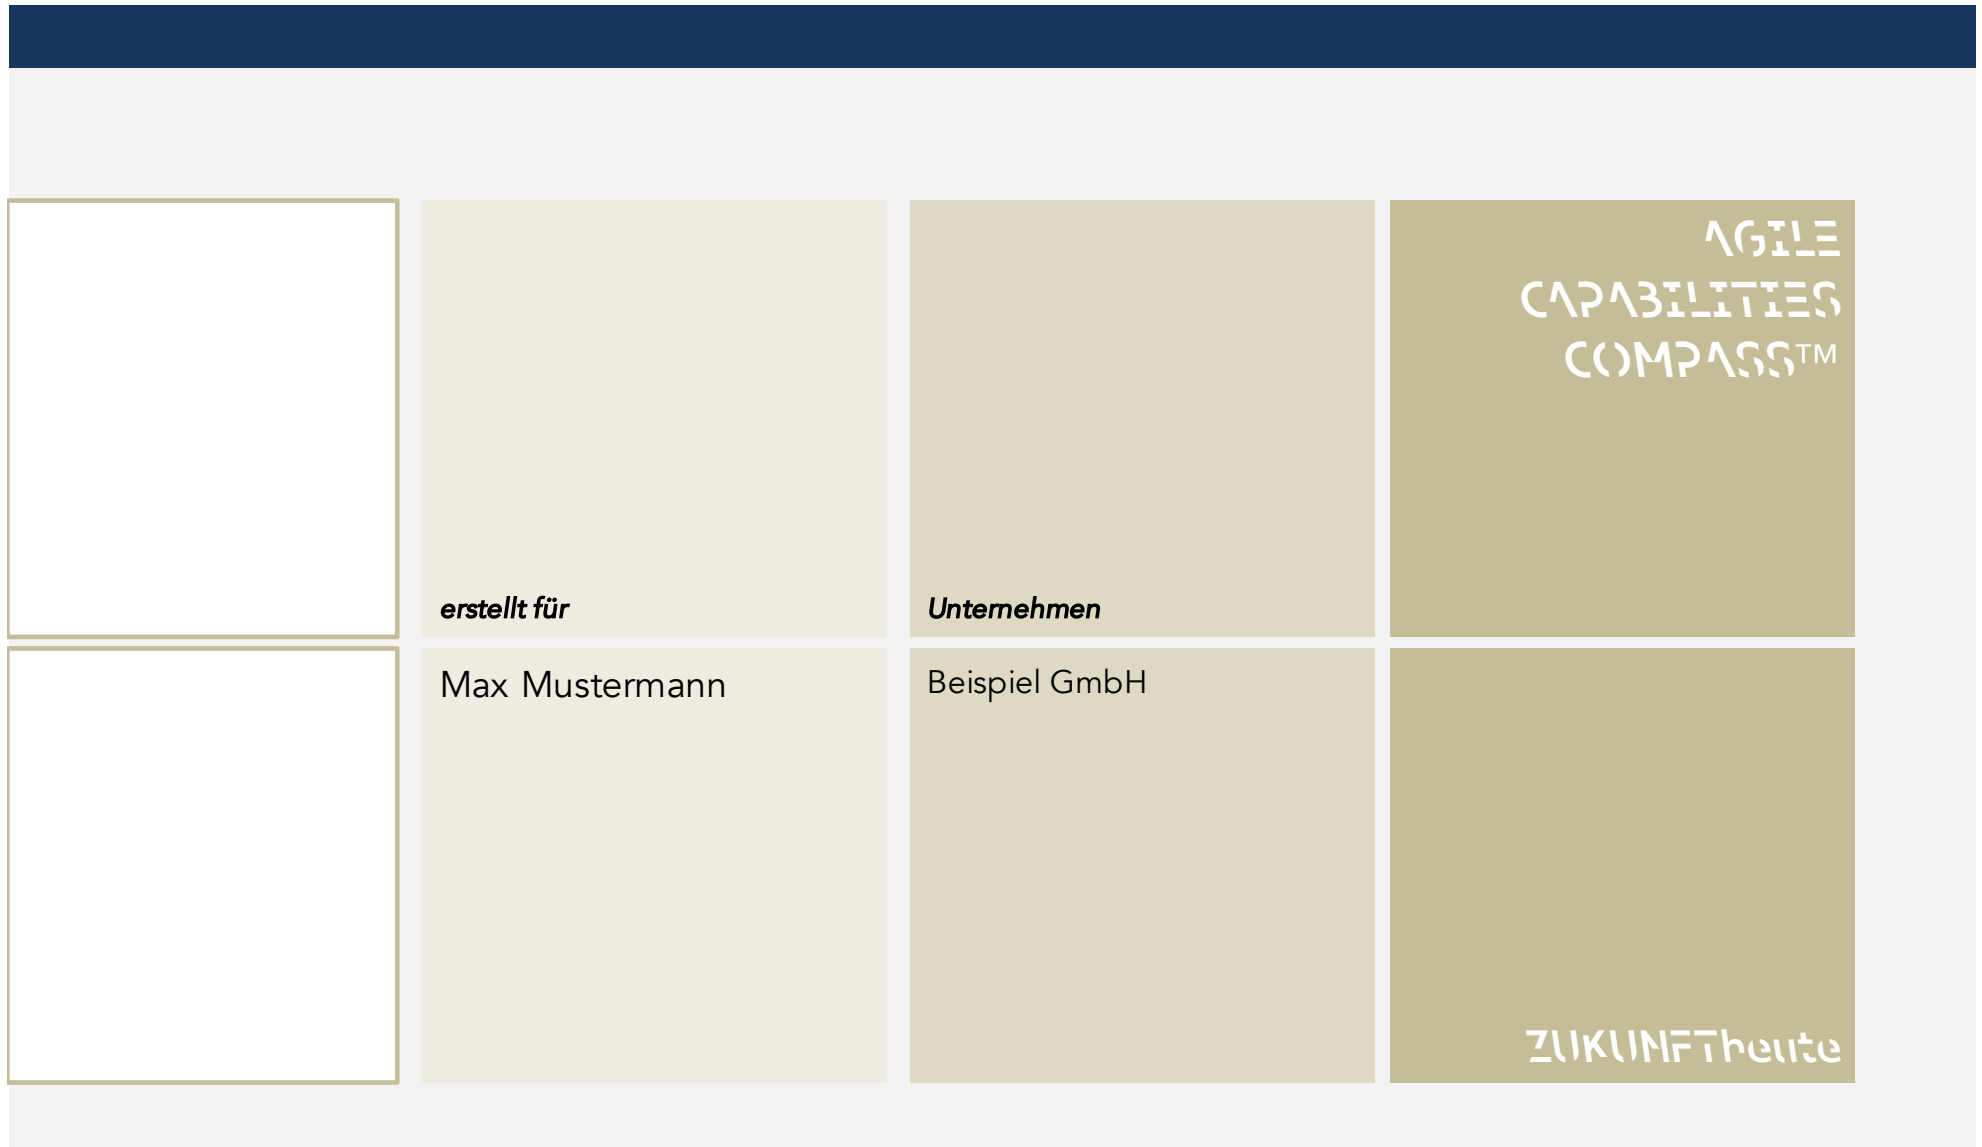 AGILE
CAPABILITIES
COMPASS™
erstellt für
Unternehmen
Max Mustermann
Beispiel GmbH
ZUKUNFTheute